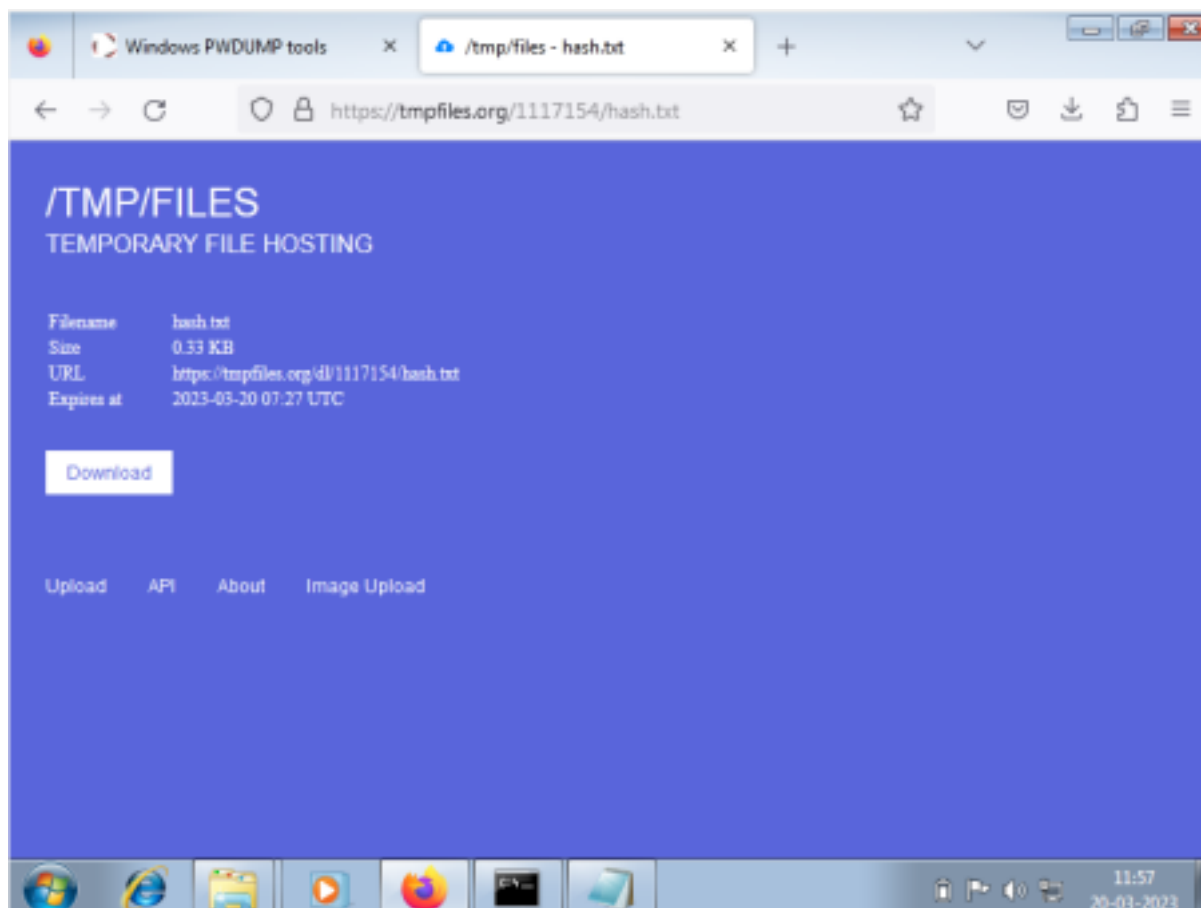 Windows PWDUMP tools
/tmp/files - hash.txt
https://tmpfiles.org/1117154/hash.txt
/TMP/FILES
TEMPORARY FILE HOSTING
Filename hash.txt
Size 0.33 KB
URL https://tmpfiles.org/dl/1117154/hash.txt
Expires at 2023-03-20 07:27 UTC
Download
Upload API About Image Upload
11:57
20-03-2023